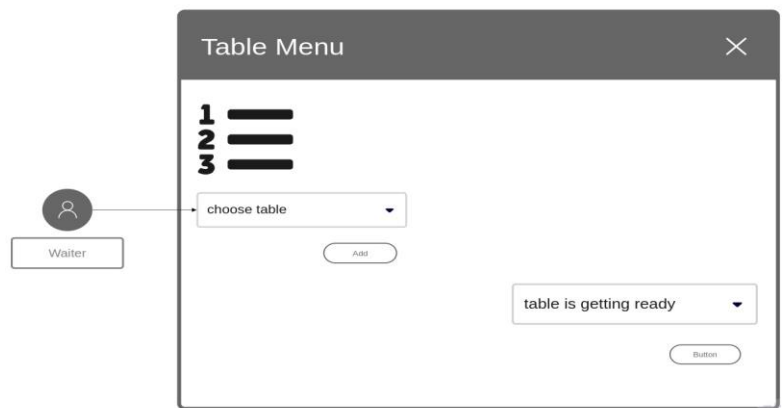 Table Menu
1
2
3
choose table
Waiter
Add
table is getting ready
Button